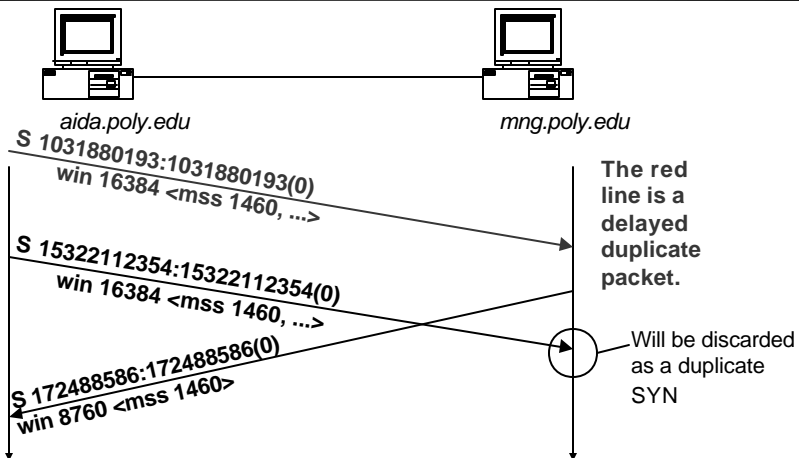 aida.poly.edu
mng.poly.edu
S 1031880193:1031880193(0)
win 16384 <mss 1460, ...>
The red
line is a
delayed
duplicate
packet.
S 15322112354:15322112354(0)
win 16384 <mss 1460, ...>
Will be discarded
as a duplicate
SYN
S 172488586:172488586(0)
win 8760 <mss 1460>